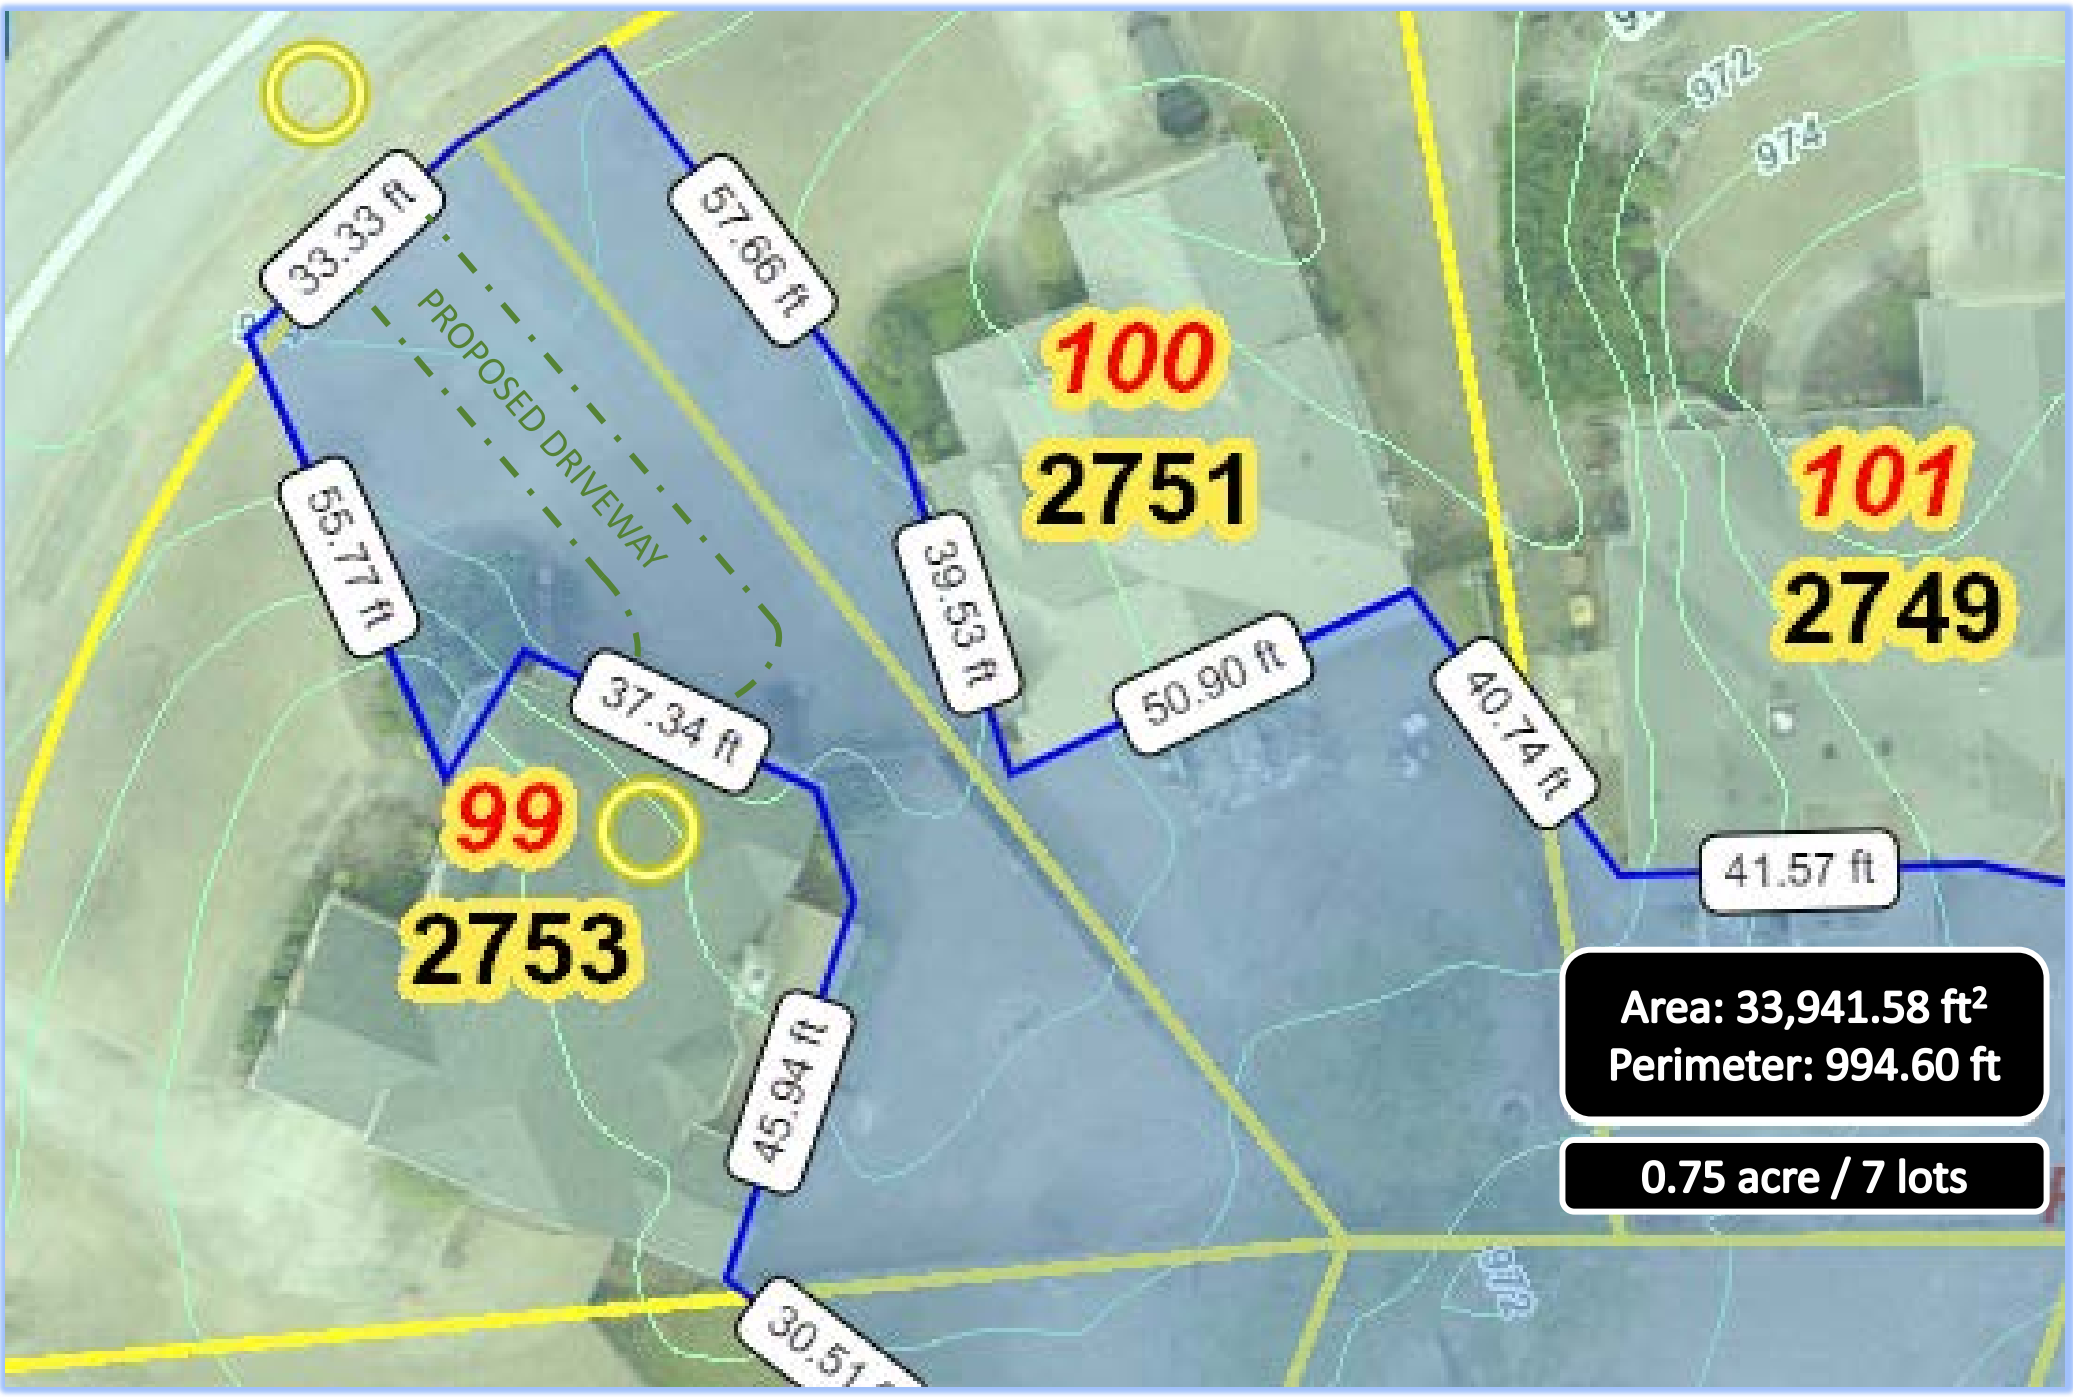 972
974
33.33 ft
57.66 ft
PROPOSED DRIVEWAY
100
2751
101
2749
55.77 ft
39.53 ft
50.90 ft
37.34 ft
40.74 ft
99
2753
41.57 ft
45.94 ft
Area: 33,941.58 ft²
Perimeter: 994.60 ft
0.75 acre / 7 lots
972
30.51